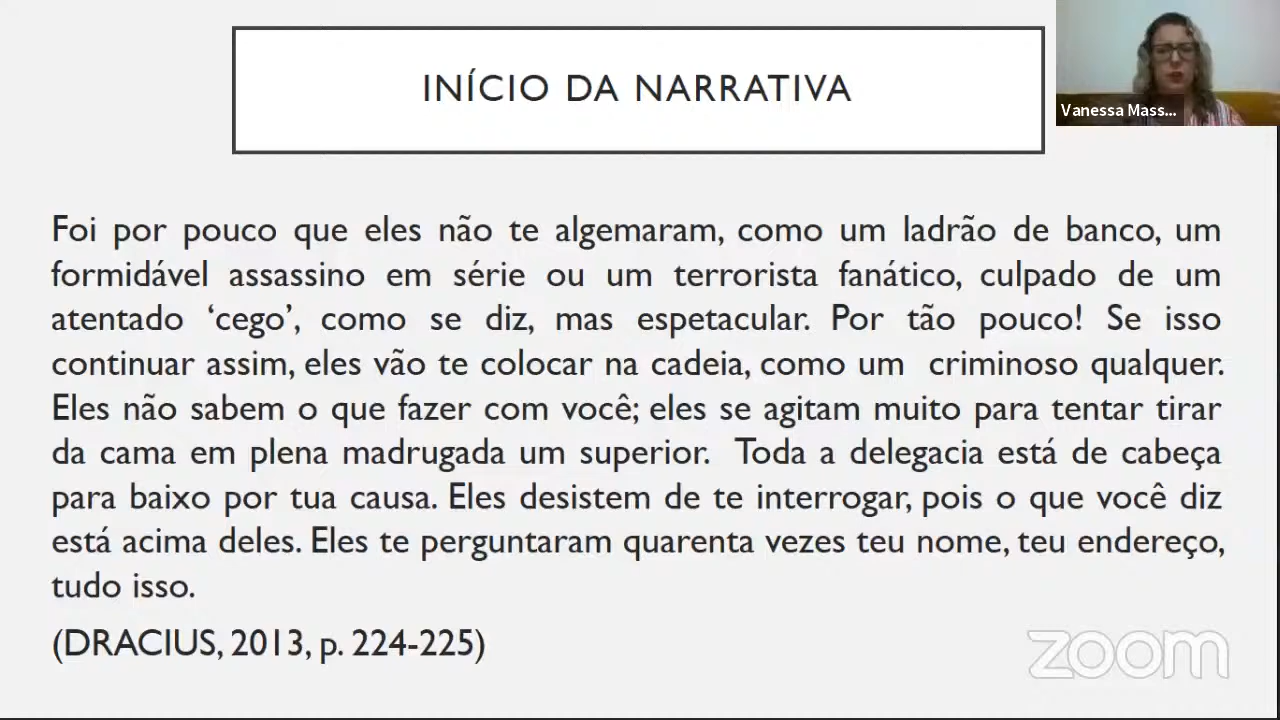 INÍCIO DA NARRATIVA
Vanessa Mass...
Foi por pouco que eles não te algemaram, como um ladrão de banco, um
formidável assassino em série ou um terrorista fanático, culpado de um
atentado ‘cego’, como se diz, mas espetacular. Por tão pouco! Se isso
continuar assim, eles vão te colocar na cadeia, como um criminoso qualquer.
Eles não sabem o que fazer com você; eles se agitam muito para tentar tirar
da cama em plena madrugada um superior. Toda a delegacia está de cabeça
para baixo por tua causa. Eles desistem de te interrogar, pois o que você diz
está acima deles. Eles te perguntaram quarenta vezes teu nome, teu endereço,
tudo isso.
(DRACIUS, 2013, p. 224-225)
zoom